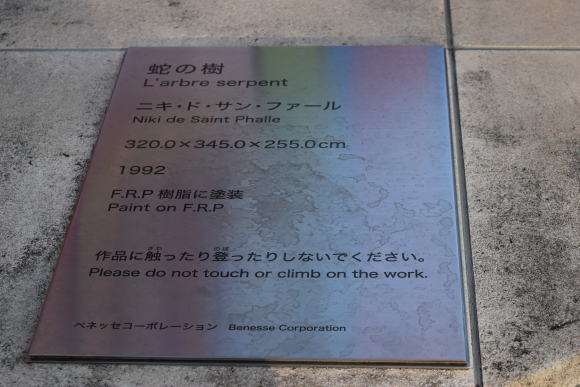 蛇の樹
L'arbre serpent
ニキ・ド・サン・ファール
Niki de Saint Phalle
320.0×345.0×255.0cm
1992
F.R.P 樹脂に塗装
Paint on F.R.P
作品に触ったり登ったりしないでください。
Please do not touch or climb on the work.
ベネッセコーポレーション Benesse Corporation